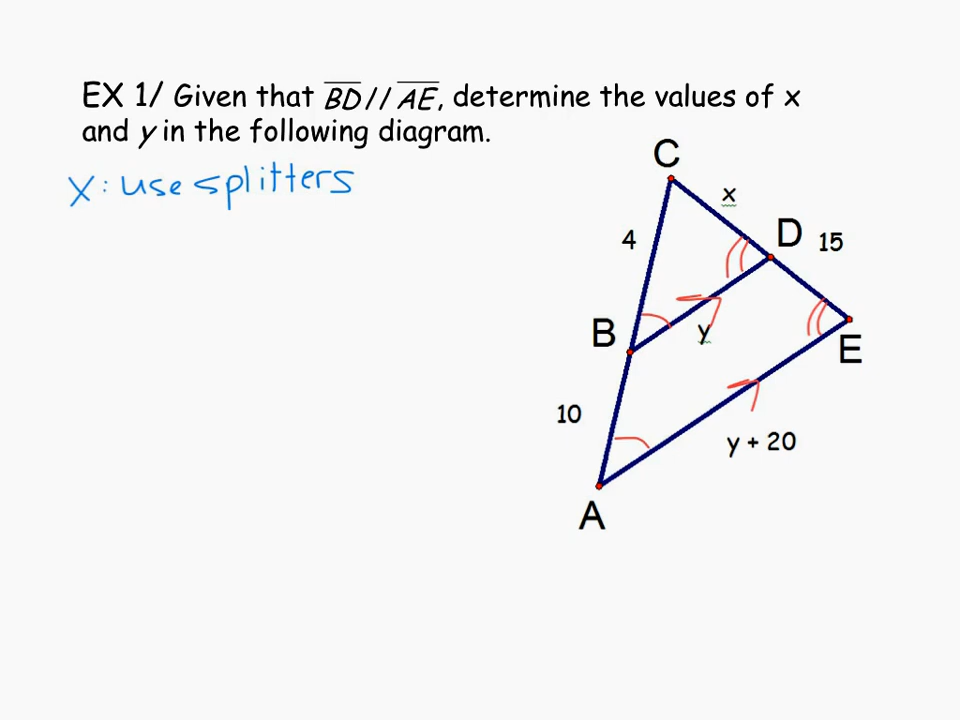 EX 1/ Given that BD // AE, determine the values of x
and y in the following diagram.
x: use splitters
C
x
D
15
4
B
y
E
10
y + 20
A